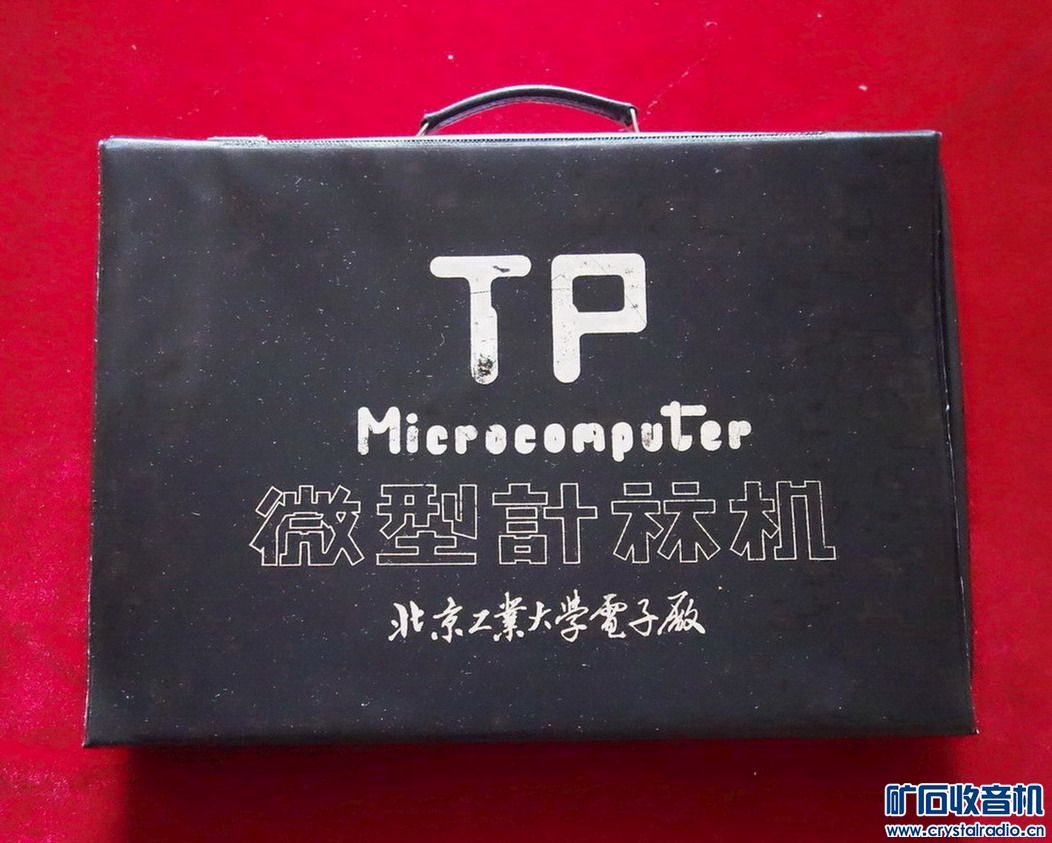 TP
Microcomputer
微型計祘机
北京工業大學電子廠
矿石收音机
www.crystalradio.cn